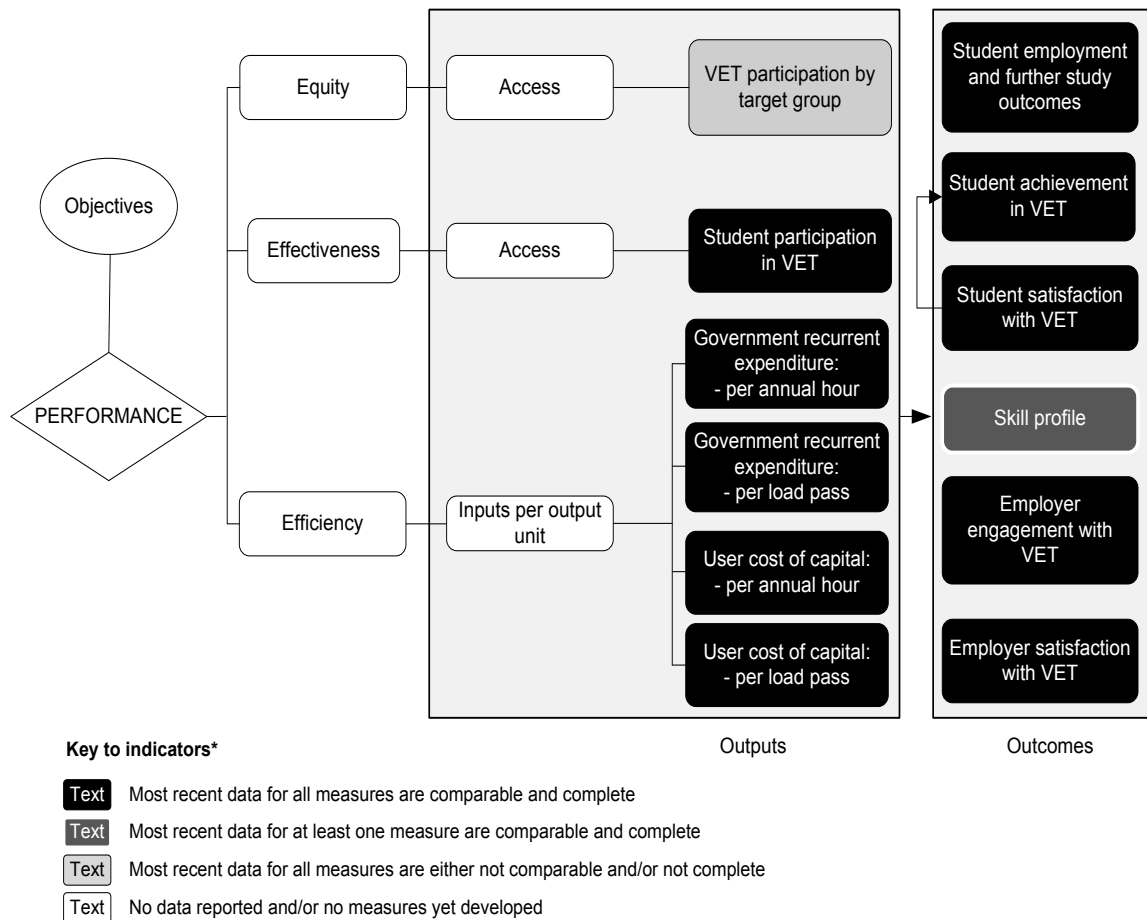 Objectives
PERFORMANCE
Equity
Access
VET participation by
target group
Effectiveness
Access
Student participation
in VET
Efficiency
Inputs per output
unit
Government recurrent
expenditure:
- per annual hour
Government recurrent
expenditure:
- per load pass
User cost of capital:
- per annual hour
User cost of capital:
- per load pass
Outputs
Student employment
and further study
outcomes
Student achievement
in VET
Student satisfaction
with VET
Skill profile
Employer
engagement with
VET
Employer satisfaction
with VET
Outcomes
Key to indicators*
Text Most recent data for all measures are comparable and complete
Text Most recent data for at least one measure are comparable and complete
Text Most recent data for all measures are either not comparable and/or not complete
Text No data reported and/or no measures yet developed